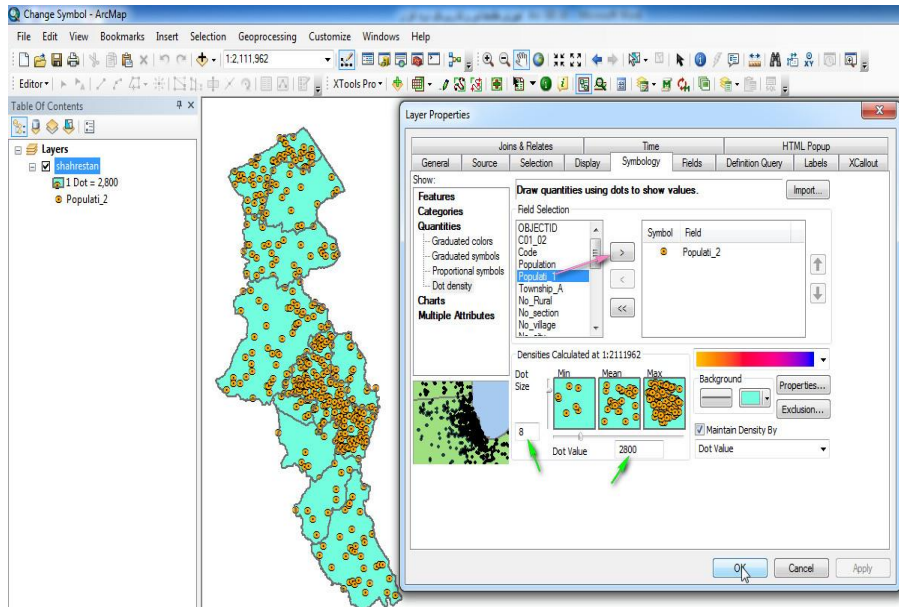 Change Symbol - ArcMap
File Edit View Bookmarks Insert Selection Geoprocessing Customize Windows Help
1:2,111,962
Editor
XTools Pro
Table Of Contents
Layers
shahrestan
1 Dot = 2,800
Populati_2
Layer Properties
Joins & Relates Time HTML Popup
General Source Selection Display Symbology Fields Definition Query Labels XCallout
Show:
Features
Categories
Quantities
Graduated colors
Graduated symbols
Proportional symbols
Dot density
Charts
Multiple Attributes
Draw quantities using dots to show values.
Import...
Field Selection
OBJECTID
C01_02
Code
Population
Populati_1
Township_A
No_Rural
No_section
No_village
>
<
<<
Symbol Field
Populati_2
Densities Calculated at 1:2111962
Dot Size
Min Mean Max
8
Dot Value 2800
Background
Properties...
Exclusion...
Maintain Density By
Dot Value
OK Cancel Apply